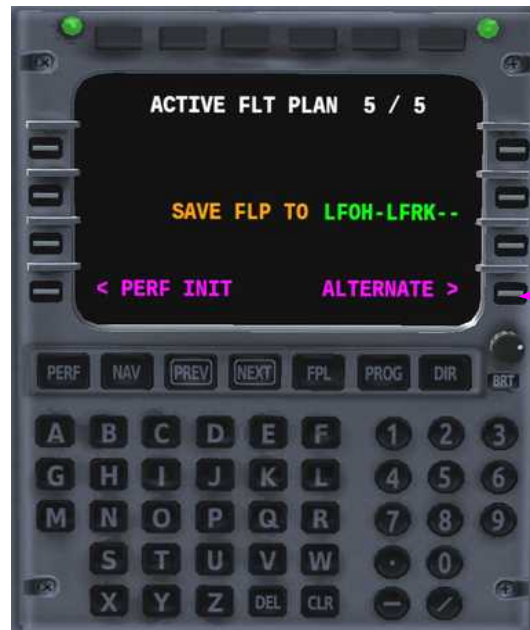 ACTIVE FLT PLAN 5 / 5
SAVE FLP TO LFOH-LFRK--
< PERF INIT ALTERNATE >
BRT
PERF NAV PREV NEXT FPL PROG DIR
A B C D E F 1 2 3
G H I J K L 4 5 6
M N O P Q R 7 8 9
S T U V W · 0
X Y Z DEL CLR − /